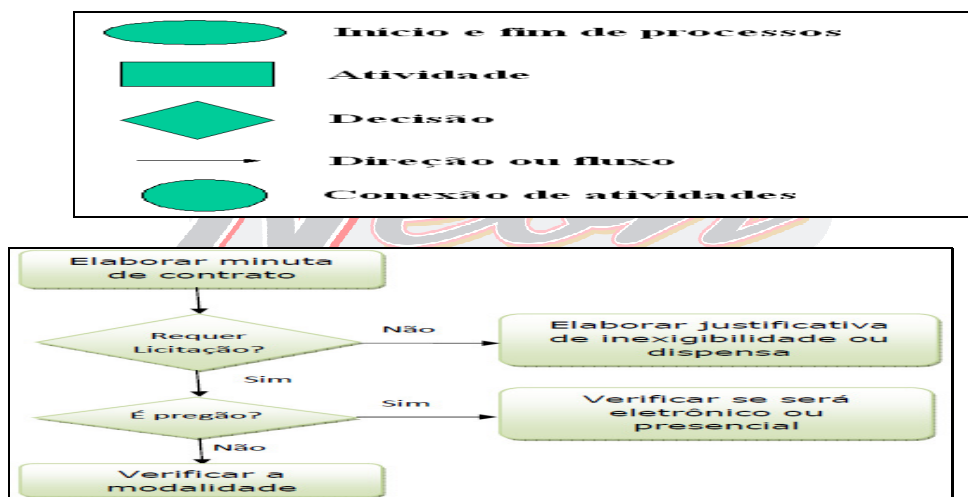 Início e fim de processos
Atividade
Decisão
Direção ou fluxo
Conexão de atividades
Neon
Elaborar minuta
de contrato
Requer
Licitação?
Não
Elaborar justificativa
de inexigibilidade ou
dispensa
Sim
É pregão?
Sim
Verificar se será
eletrônico ou
presencial
Não
Verificar a
modalidade